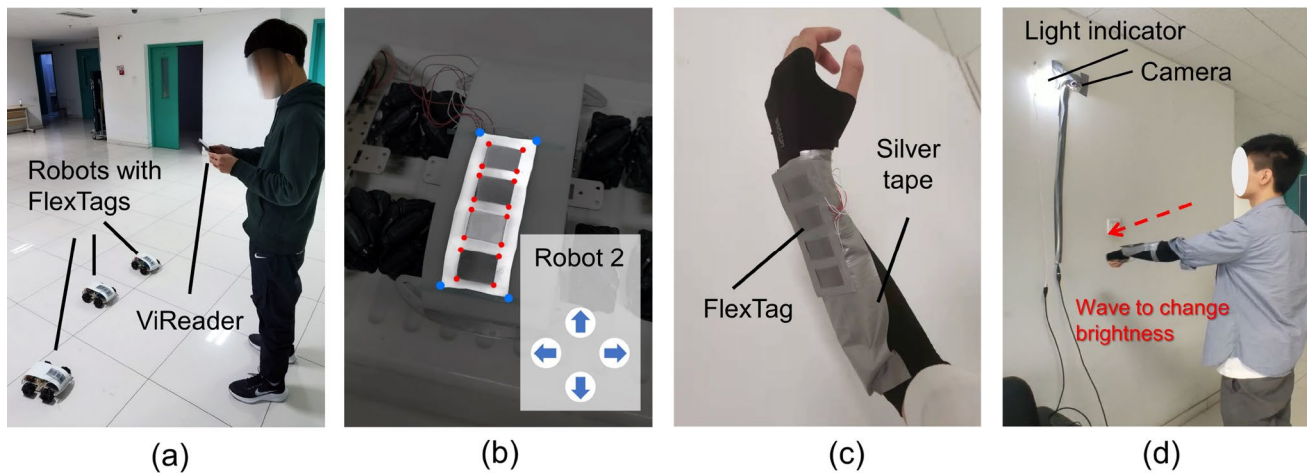 Robots with
FlexTags
ViReader
(a)
Robot 2
(b)
Silver
tape
FlexTag
(c)
Light indicator
Camera
Wave to change
brightness
(d)